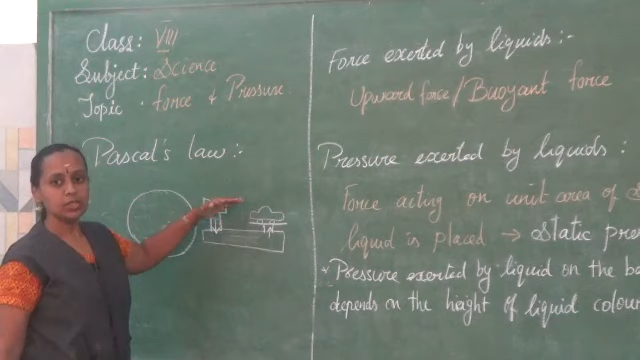 Class: VIII
Subject: Science
Topic . force & Pressure
Pascal's law :-
Force exerted by liquids :-
Upward force/Buoyant force
Pressure exerted by liquids :
Force acting on unit area of
liquid is placed → Static pre
* Pressure exerted by liquid on the ba
depends on the height of liquid colou